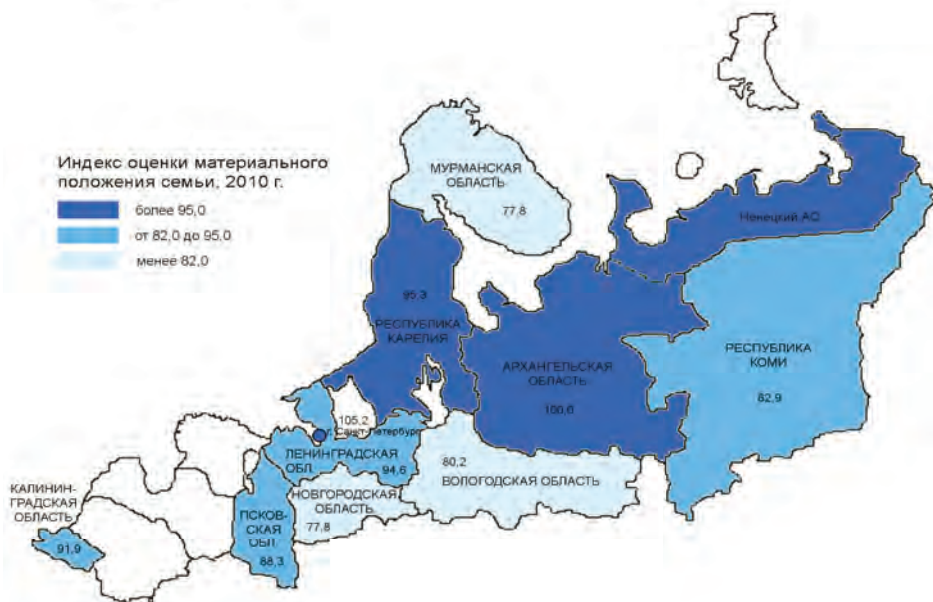 Индекс оценки материального
положения семьи, 2010 г.
более 95,0
от 82,0 до 95,0
менее 82,0
МУРМАНСКАЯ
ОБЛАСТЬ
77,8
Ненецкий АО
95,3
РЕСПУБЛИКА
КАРЕЛИЯ
АРХАНГЕЛЬСКАЯ
ОБЛАСТЬ
100,0
РЕСПУБЛИКА
КОМИ
82,9
105,2
г. Санкт-Петербург
ЛЕНИНГРАДСКАЯ
ОБЛ.
94,6
80,2
ВОЛОГОДСКАЯ ОБЛАСТЬ
НОВГОРОДСКАЯ
ОБЛАСТЬ
77,8
КАЛИНИН-
ГРАДСКАЯ
ОБЛАСТЬ
91,9
ПСКОВ-
СКАЯ
ОБЛ.
88,3